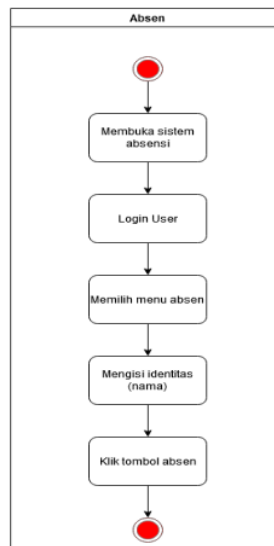 Absen
Membuka sistem
absensi
Login User
Memilih menu absen
Mengisi identitas
(nama)
Klik tombol absen